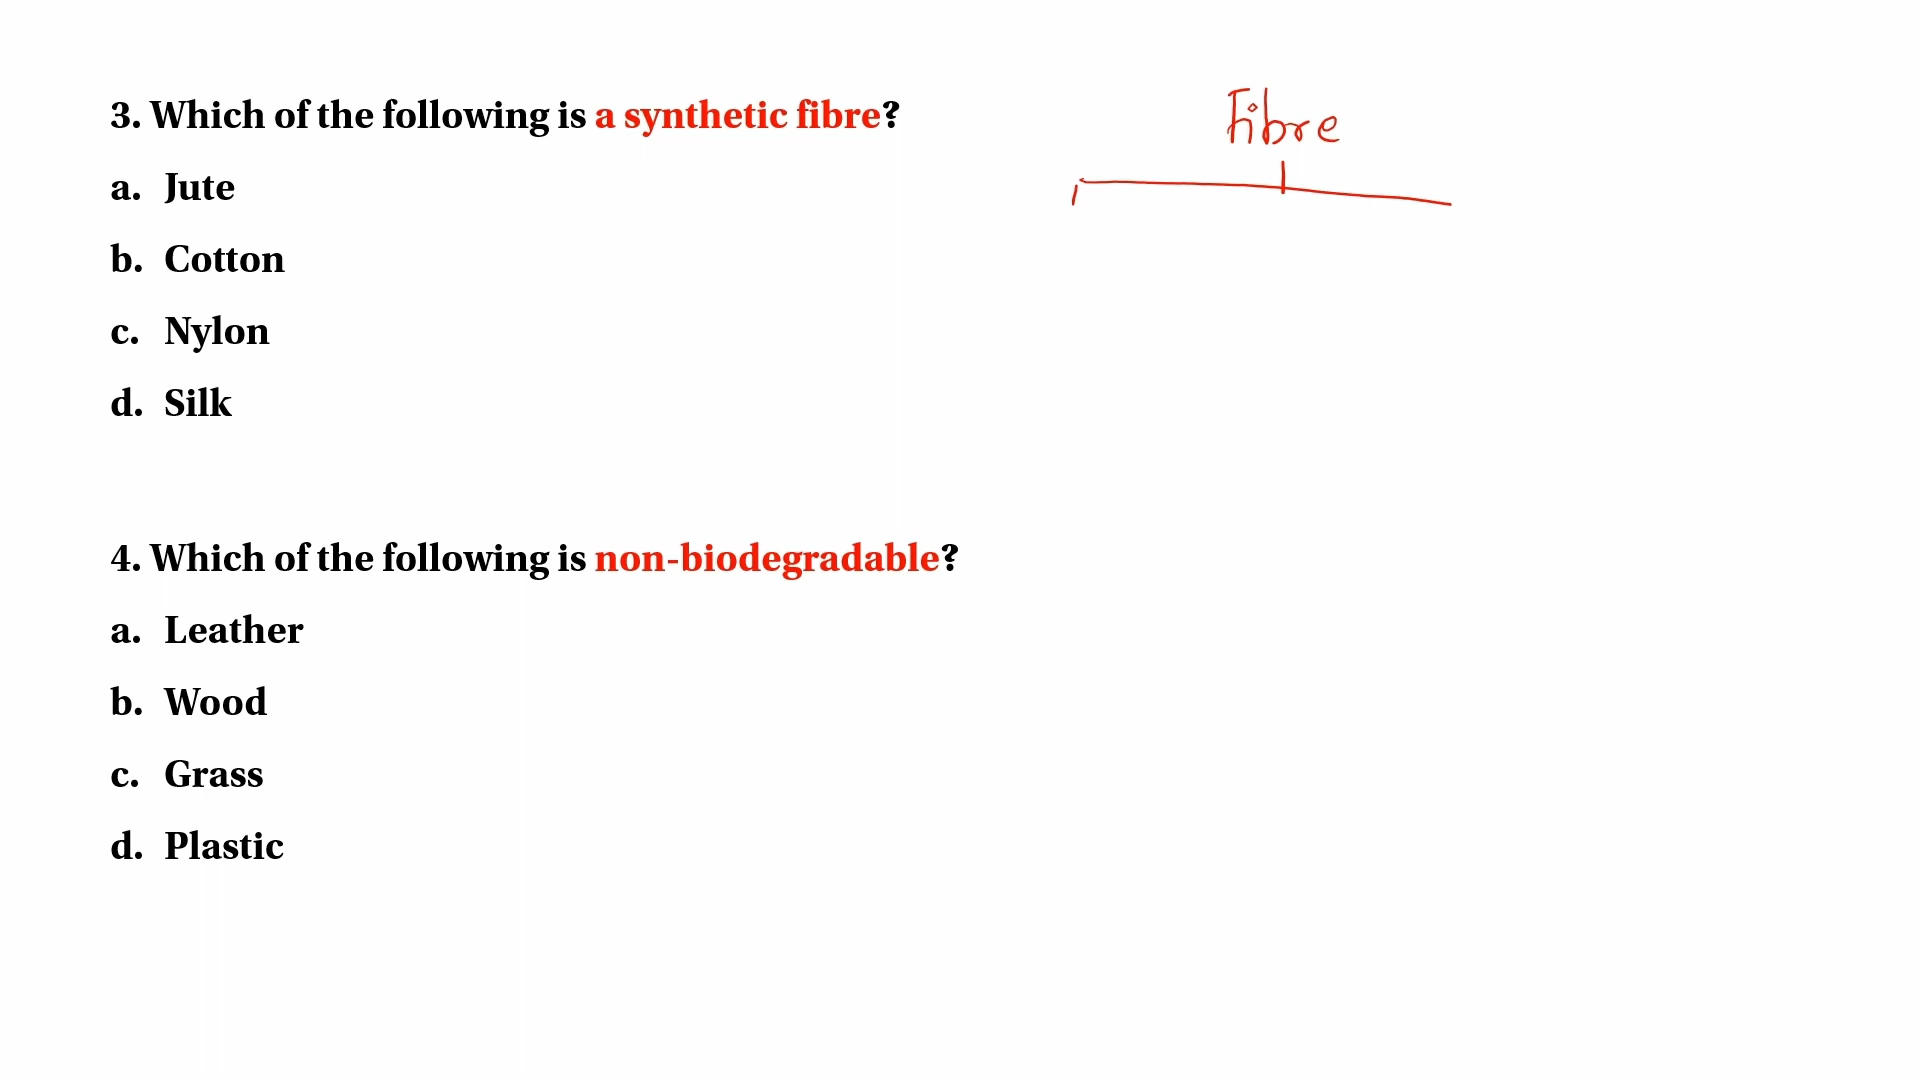 3. Which of the following is a synthetic fibre?
a. Jute
b. Cotton
c. Nylon
d. Silk
Fibre
4. Which of the following is non-biodegradable?
a. Leather
b. Wood
c. Grass
d. Plastic